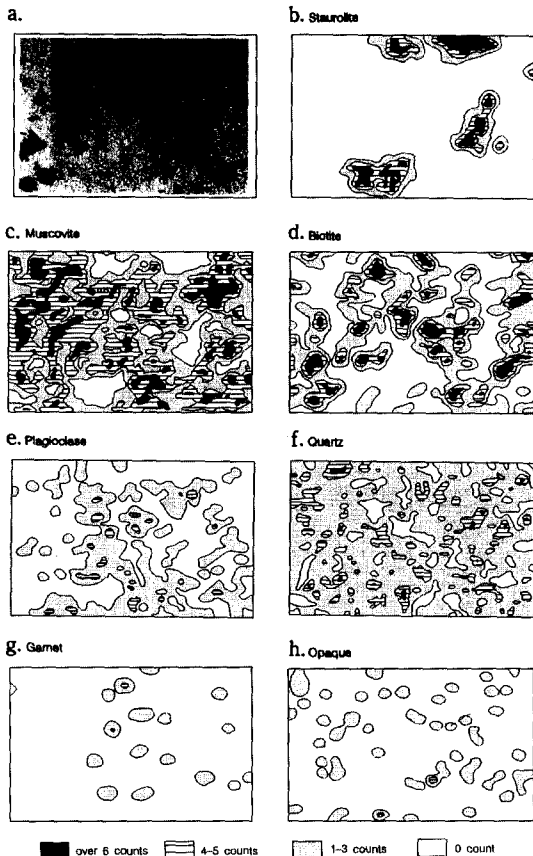 a.
b. Staurolite
c. Muscovite
d. Biotite
e. Plagioclase
f. Quartz
g. Garnet
h. Opaque
over 6 counts
4–5 counts
1–3 counts
0 count